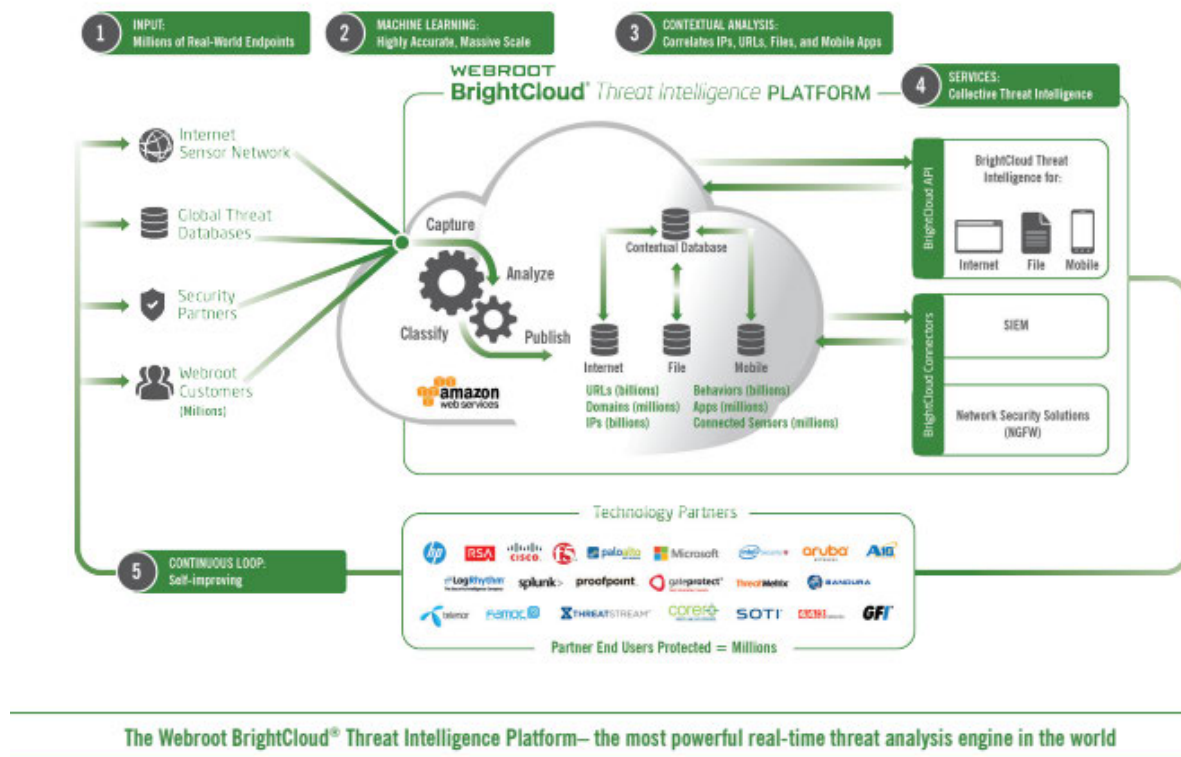 1
INPUT:
Millions of Real-World Endpoints
2
MACHINE LEARNING:
Highly Accurate, Massive Scale
3
CONTEXTUAL ANALYSIS:
Correlates IPs, URLs, Files, and Mobile Apps
WEBROOT
BrightCloud® Threat Intelligence PLATFORM
4
SERVICES:
Collective Threat Intelligence
Internet
Sensor Network
Global Threat
Databases
Security
Partners
Webroot
Customers
(Millions)
Capture
Analyze
Classify
Publish
amazon
web services
Contextual Database
Internet
File
Mobile
URLs (billions)
Domains (millions)
IPs (billions)
Behaviors (billions)
Apps (millions)
Connected Sensors (millions)
BrightCloud API
BrightCloud Threat
Intelligence for:
Internet
File
Mobile
BrightCloud Connectors
SIEM
Network Security Solutions
(NGFW)
5
CONTINUOUS LOOP:
Self-improving
Technology Partners
hp
RSA
CISCO
paloalto
Microsoft
aruba
A10
LogRhythm
splunk>
proofpoint
gateprotect
ThreatMetrix
BANDURA
telenor
FAMOC
THREATSTREAM
corero
SOTI
GFI
Partner End Users Protected = Millions
The Webroot BrightCloud® Threat Intelligence Platform– the most powerful real-time threat analysis engine in the world